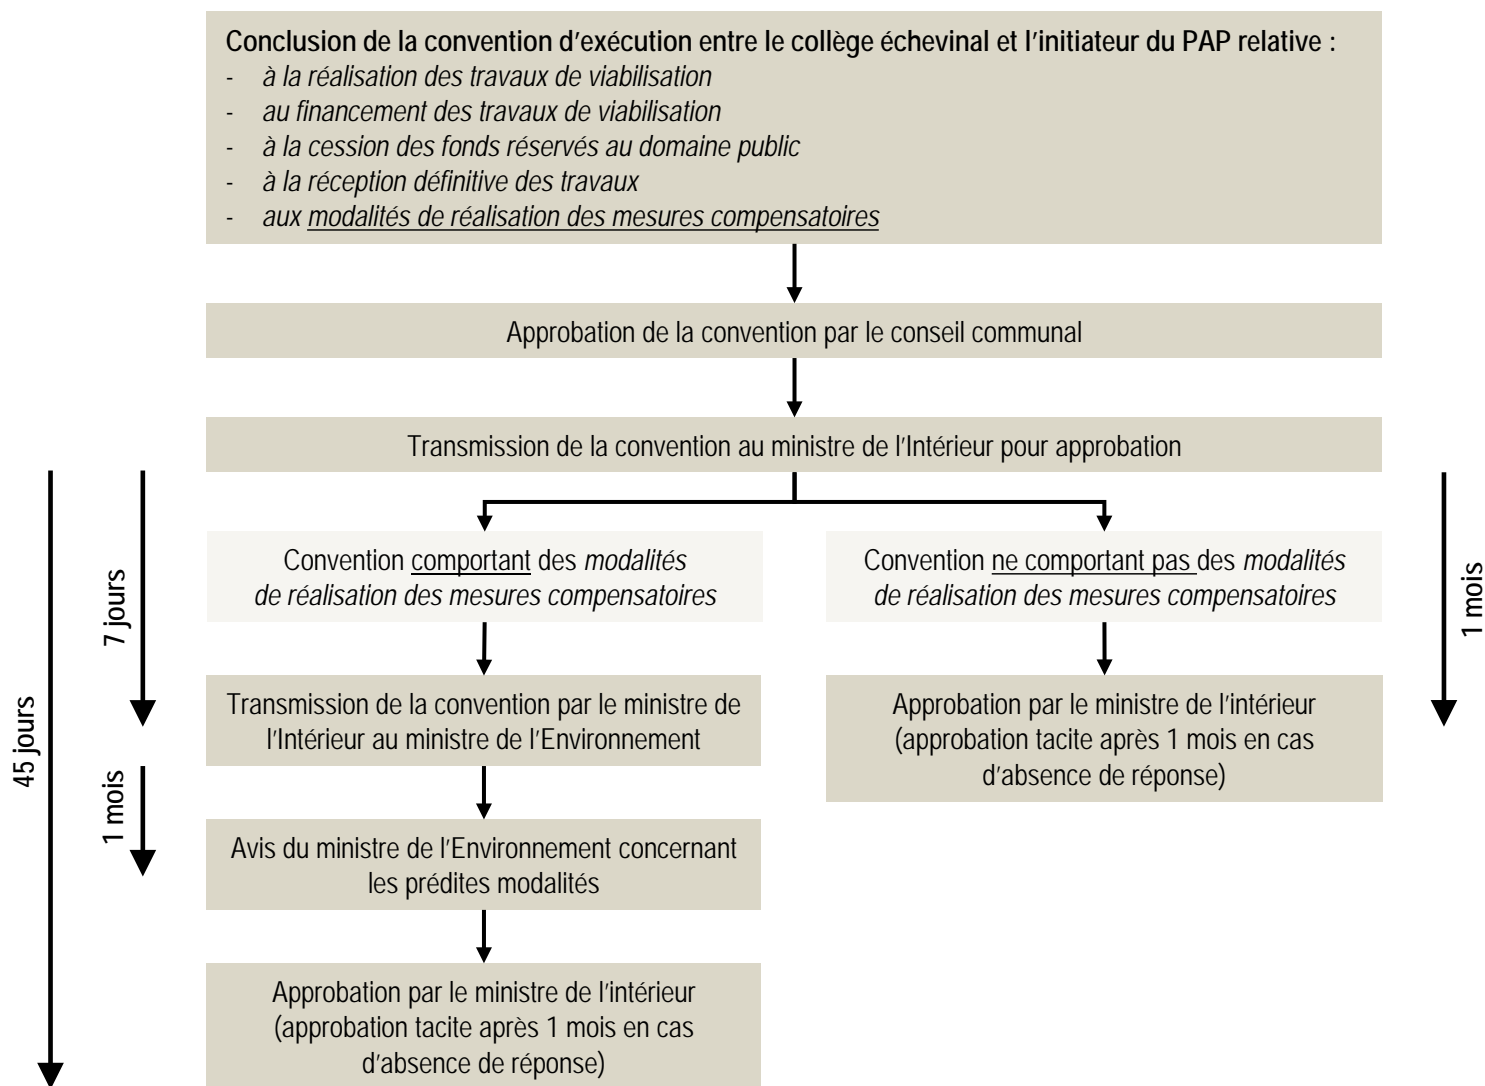 Conclusion de la convention d'exécution entre le collège échevinal et l'initiateur du PAP relative :
- à la réalisation des travaux de viabilisation
- au financement des travaux de viabilisation
- à la cession des fonds réservés au domaine public
- à la réception définitive des travaux
- aux modalités de réalisation des mesures compensatoires
Approbation de la convention par le conseil communal
Transmission de la convention au ministre de l'Intérieur pour approbation
45 jours
7 jours
1 mois
Convention comportant des modalités
de réalisation des mesures compensatoires
Transmission de la convention par le ministre de
l'Intérieur au ministre de l'Environnement
Avis du ministre de l'Environnement concernant
les prédites modalités
Approbation par le ministre de l'intérieur
(approbation tacite après 1 mois en cas
d'absence de réponse)
Convention ne comportant pas des modalités
de réalisation des mesures compensatoires
Approbation par le ministre de l'intérieur
(approbation tacite après 1 mois en cas
d'absence de réponse)
1 mois